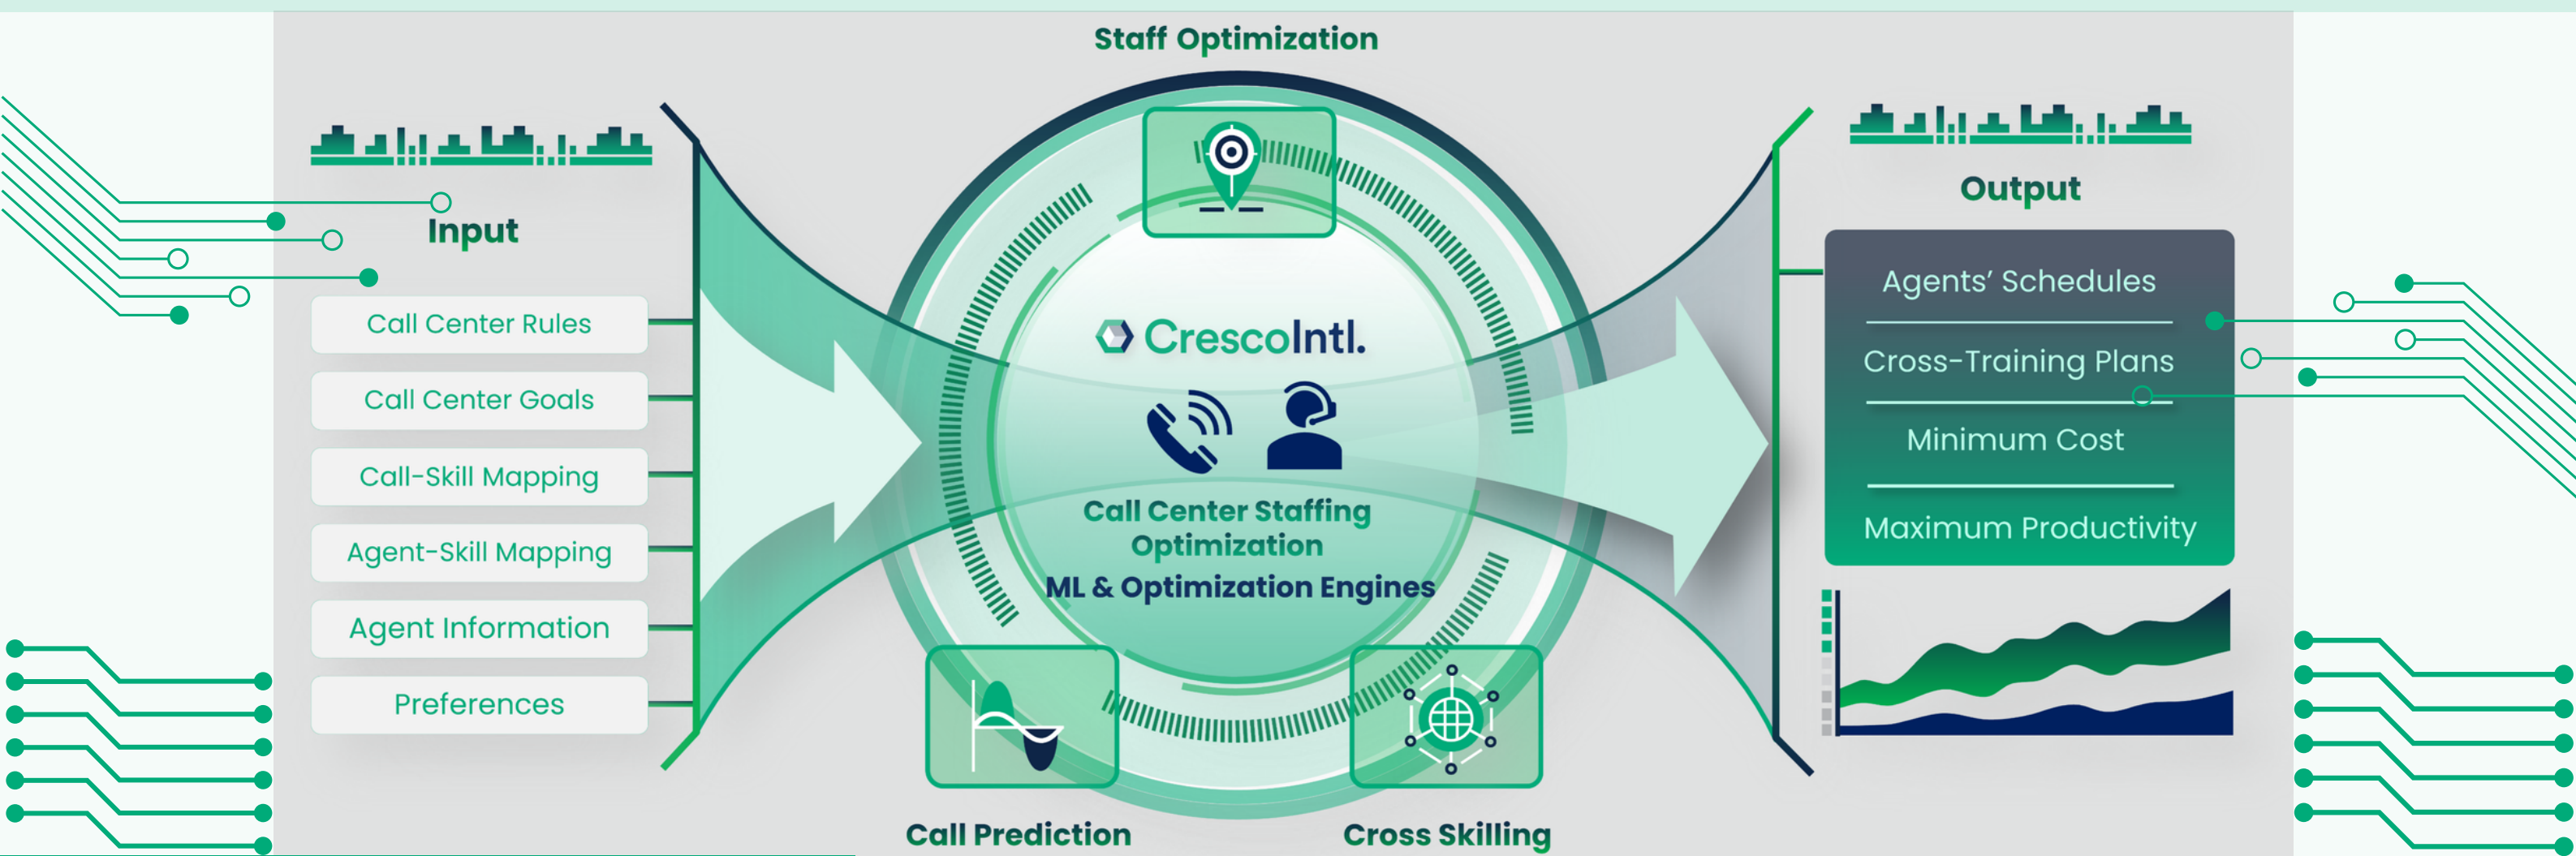 Staff Optimization
Input
Call Center Rules
Call Center Goals
Call-Skill Mapping
Agent-Skill Mapping
Agent Information
Preferences
CrescoIntl.
Call Center Staffing
Optimization
ML & Optimization Engines
Call Prediction
Cross Skilling
Output
Agents’ Schedules
Cross-Training Plans
Minimum Cost
Maximum Productivity